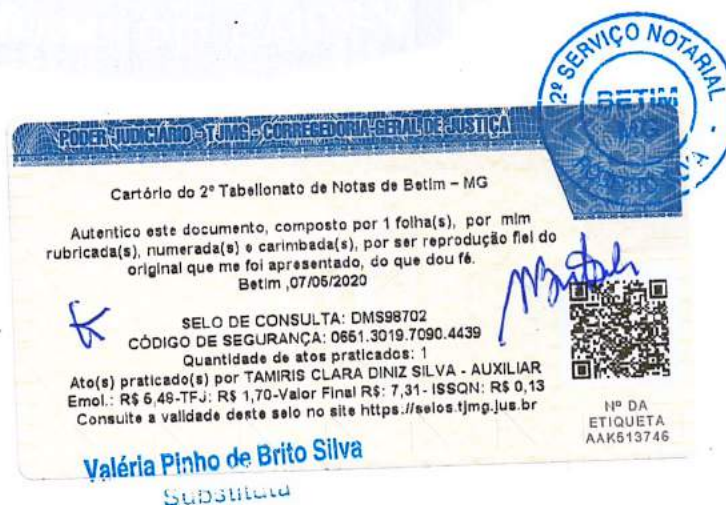 2º SERVIÇO NOTARIAL
BETIM
MG
PODER JUDICIÁRIO - TJMG - CORREGEDORIA-GERAL DE JUSTIÇA
Cartório do 2º Tabelionato de Notas de Betim – MG
Autentico este documento, composto por 1 folha(s), por mim
rubricada(s), numerada(s) e carimbada(s), por ser reprodução fiel do
original que me foi apresentado, do que dou fé.
Betim ,07/05/2020
SELO DE CONSULTA: DMS98702
CÓDIGO DE SEGURANÇA: 0651.3019.7090.4439
Quantidade de atos praticados: 1
Ato(s) praticado(s) por TAMIRIS CLARA DINIZ SILVA - AUXILIAR
Emol.: R$ 5,48-TFJ: R$ 1,70-Valor Final R$: 7,31- ISSQN: R$ 0,13
Consulte a validade deste selo no site https://selos.tjmg.jus.br
Nº DA
ETIQUETA
AAK513746
Valéria Pinho de Brito Silva
Substituta